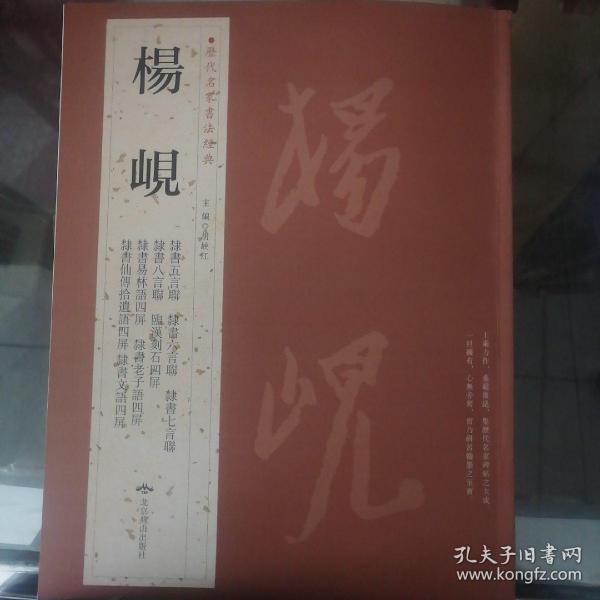 歷代名家書法經典
楊峴
主編
隸書五言聯 隸書六言聯 隸書七言聯
隸書八言聯 臨漢刻石四屏
隸書易林語四屏 隸書老子語四屏
隸書仙傳拾遺語四屏 隸書文語四屏
北京燕山出版社
楊峴
孔夫子旧书网
www.kongfz.com